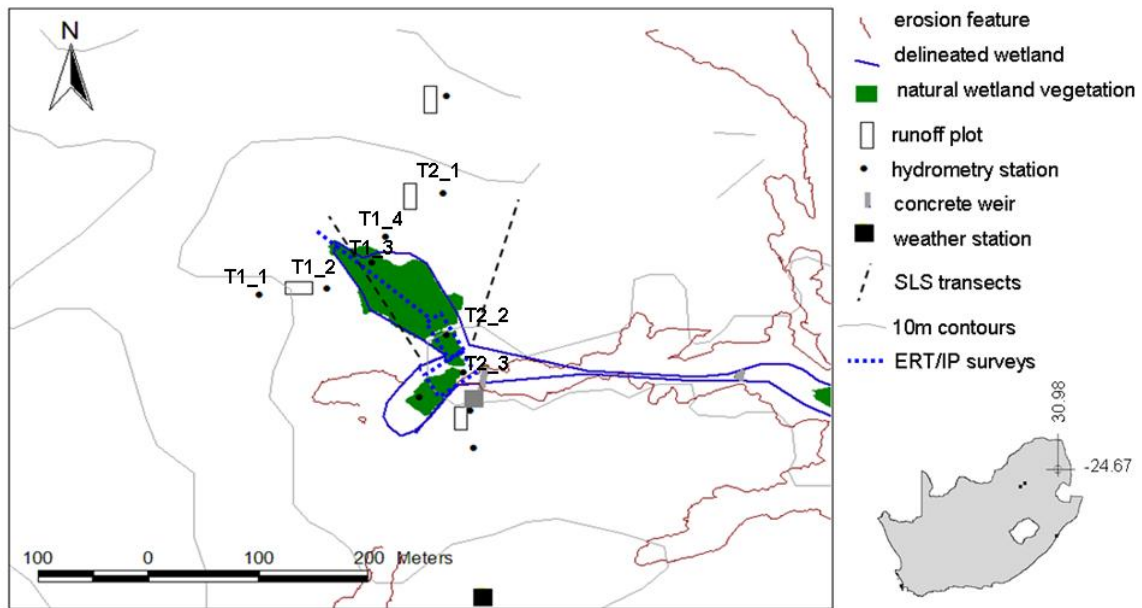 N
T2_1
T1_4
T1_3
T1_2
T1_1
T2_2
T2_3
100 0 100 200 Meters
erosion feature
delineated wetland
natural wetland vegetation
runoff plot
hydrometry station
concrete weir
weather station
SLS transects
10m contours
ERT/IP surveys
30.98
-24.67